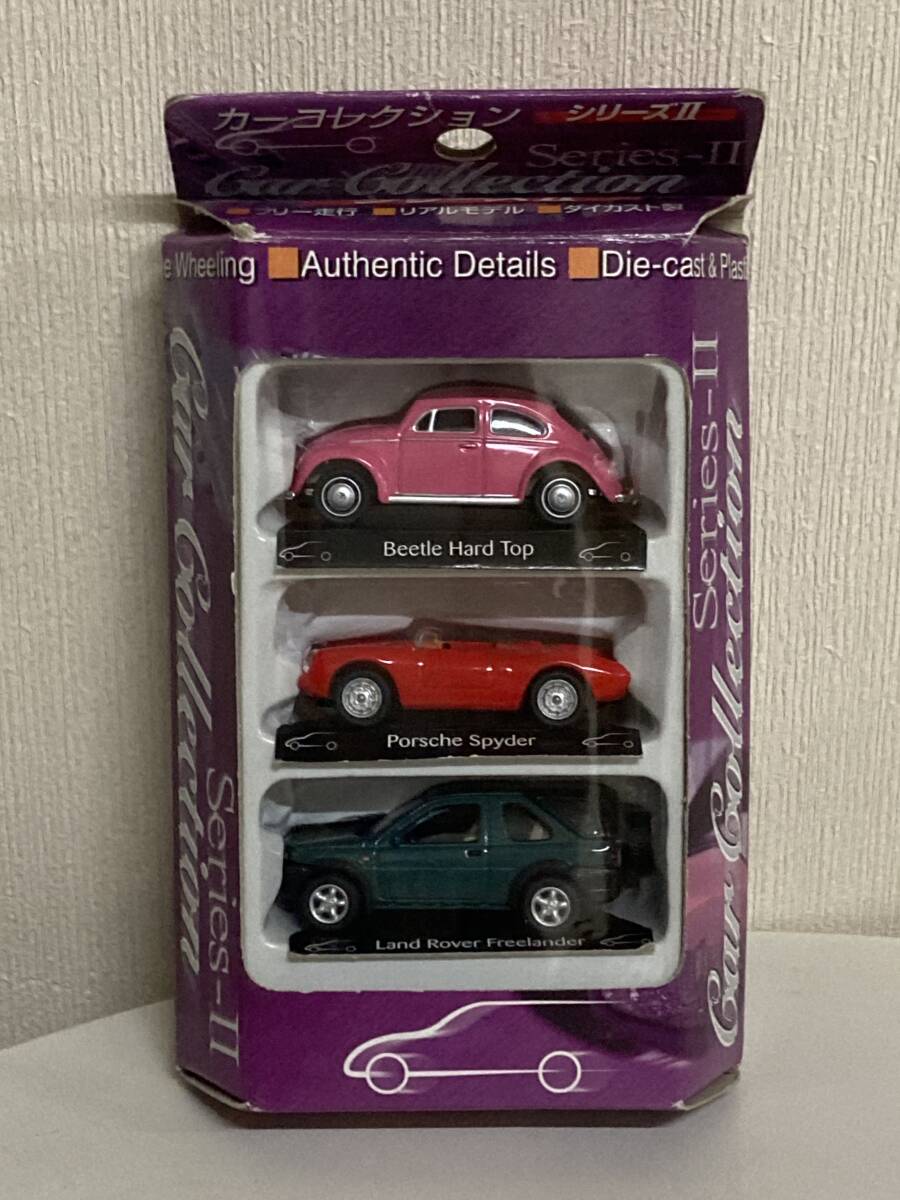 カーコレクション シリーズII
Series-II
Car Collection
フリー走行 リアルモデル ダイカスト製
e Wheeling Authentic Details Die-cast & Plast
Car Collection
Series-II
Series-II
Car Collection
Beetle Hard Top
Porsche Spyder
Land Rover Freelander